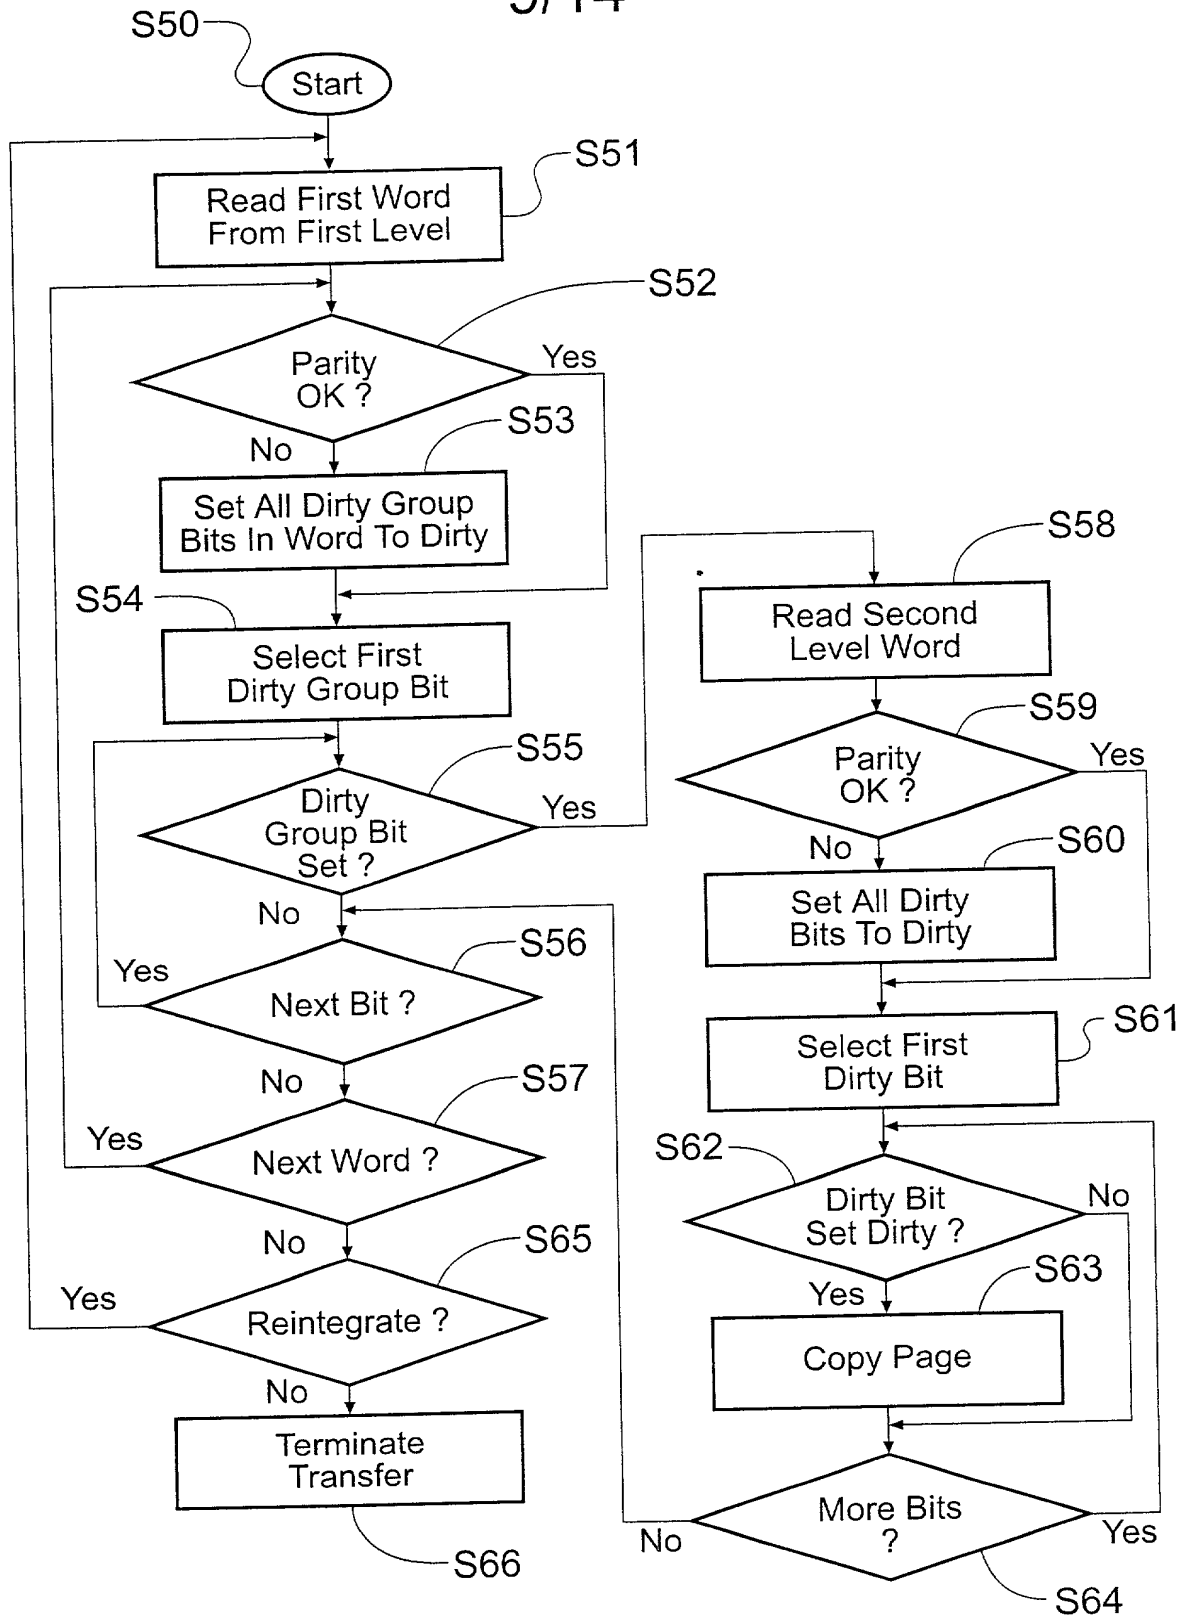 S50
Start
S51
Read First Word
From First Level
S52
Parity
OK ?
Yes
No
S53
Set All Dirty Group
Bits In Word To Dirty
S54
Select First
Dirty Group Bit
S55
Dirty
Group Bit
Set ?
Yes
No
S56
Next Bit ?
Yes
No
S57
Next Word ?
Yes
No
S65
Reintegrate ?
Yes
No
Terminate
Transfer
S66
S58
Read Second
Level Word
S59
Parity
OK ?
Yes
No
S60
Set All Dirty
Bits To Dirty
S61
Select First
Dirty Bit
S62
Dirty Bit
Set Dirty ?
No
Yes
S63
Copy Page
More Bits
?
No
Yes
S64